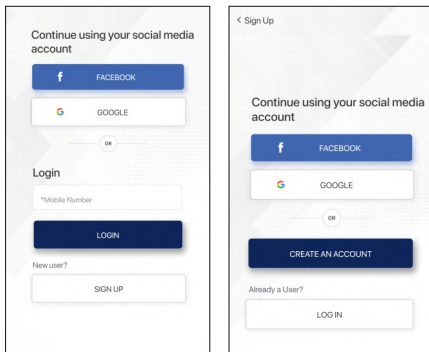 Continue using your social media
account
FACEBOOK
GOOGLE
OR
Login
*Mobile Number
LOGIN
New user?
SIGN UP
< Sign Up
Continue using your social media
account
FACEBOOK
GOOGLE
OR
CREATE AN ACCOUNT
Already a User?
LOG IN